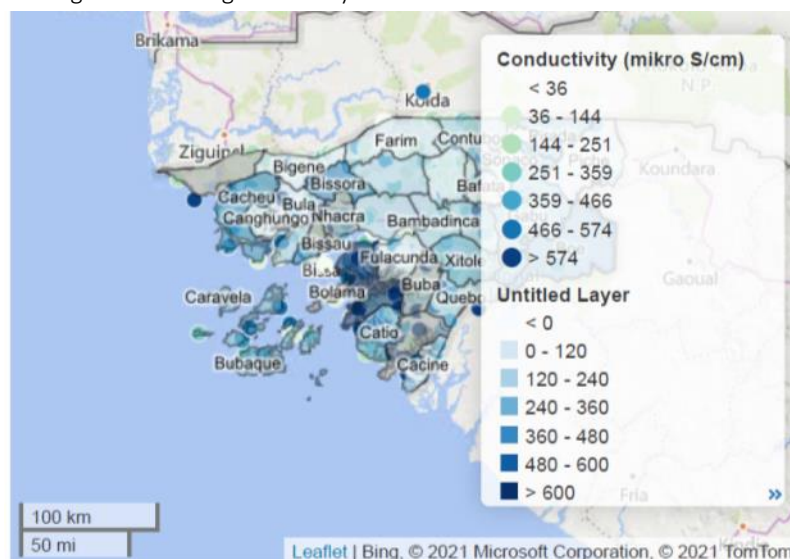 Brikama
Kolda
Farim
Bigene
Bissora
Cacheu
Bula
Canghungo
Nhacra
Bambadinca
Bissau
Fulacunda
Xitole
Bolama
Buba
Quebo
Caravela
Catio
Cacine
Bubaque
Koundara
Gaoual
Fria
Conductivity (mikro S/cm)
< 36
36 - 144
144 - 251
251 - 359
359 - 466
466 - 574
> 574
Untitled Layer
< 0
0 - 120
120 - 240
240 - 360
360 - 480
480 - 600
> 600
»
100 km
50 mi
Leaflet | Bing, © 2021 Microsoft Corporation, © 2021 TomTom